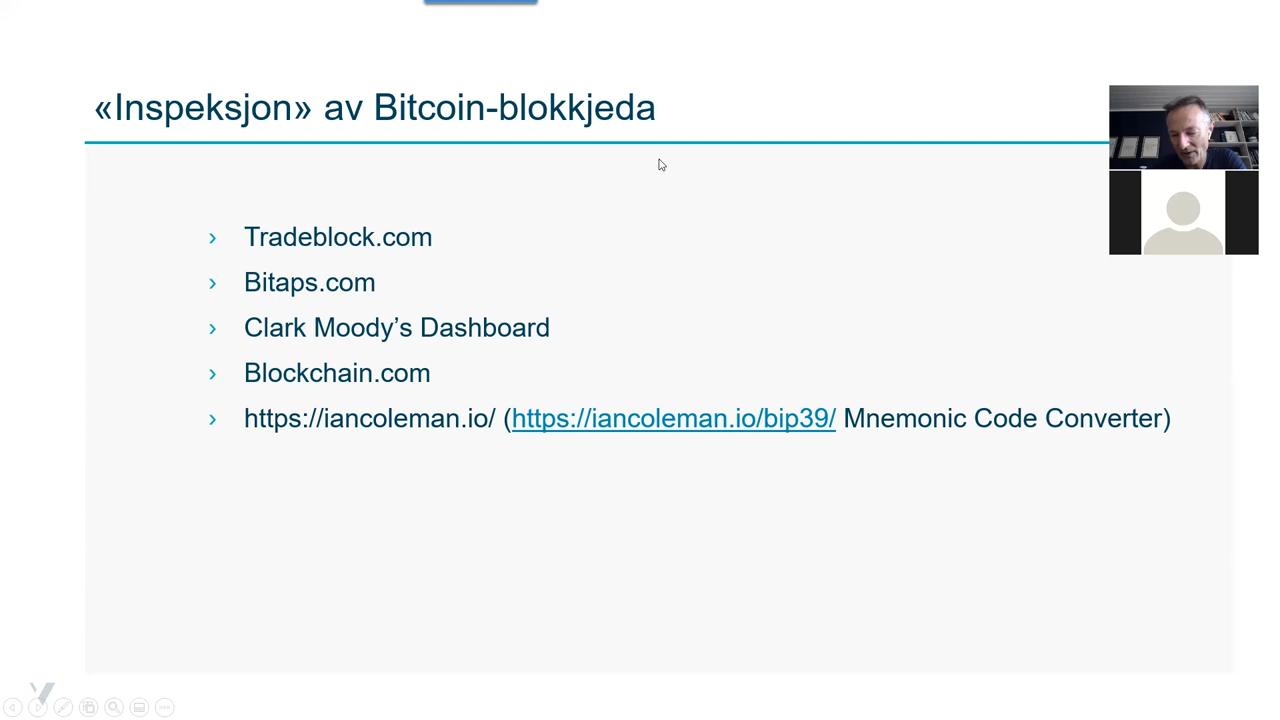 «Inspeksjon» av Bitcoin-blokkjeda
› Tradeblock.com
› Bitaps.com
› Clark Moody’s Dashboard
› Blockchain.com
› https://iancoleman.io/ (https://iancoleman.io/bip39/ Mnemonic Code Converter)